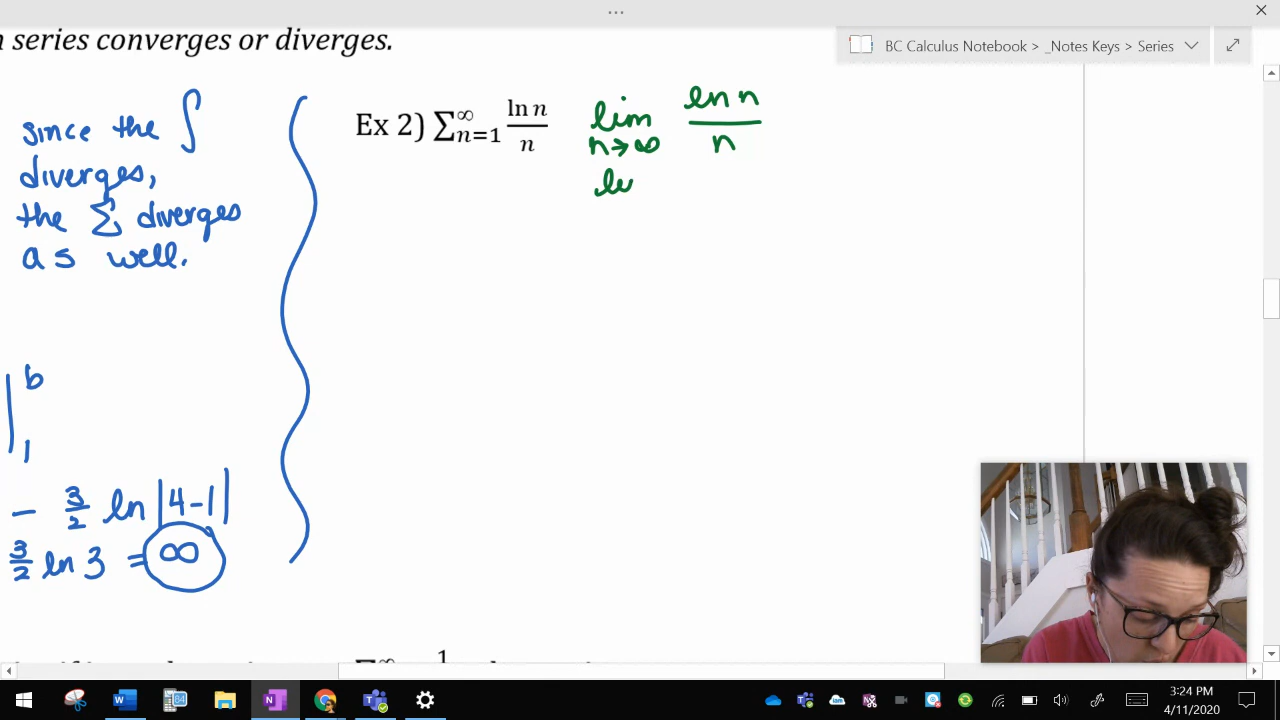 BC Calculus Notebook > _Notes Keys > Series
n series converges or diverges.
since the ∫
diverges,
the Σ diverges
as well.
b
1
– 3/2 ln |4-1|
3/2 ln 3 = ∞
Ex 2) ∑_{n=1}^{∞} ln n / n
lim n→∞ ln n / n
3:24 PM
4/11/2020